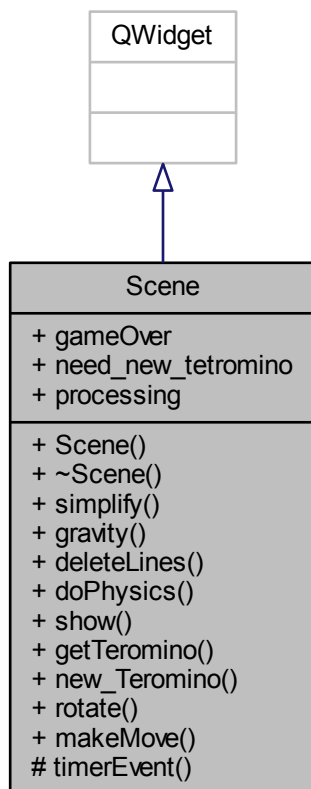 QWidget
Scene
+ gameOver
+ need_new_tetromino
+ processing
+ Scene()
+ ~Scene()
+ simplify()
+ gravity()
+ deleteLines()
+ doPhysics()
+ show()
+ getTeromino()
+ new_Teromino()
+ rotate()
+ makeMove()
# timerEvent()